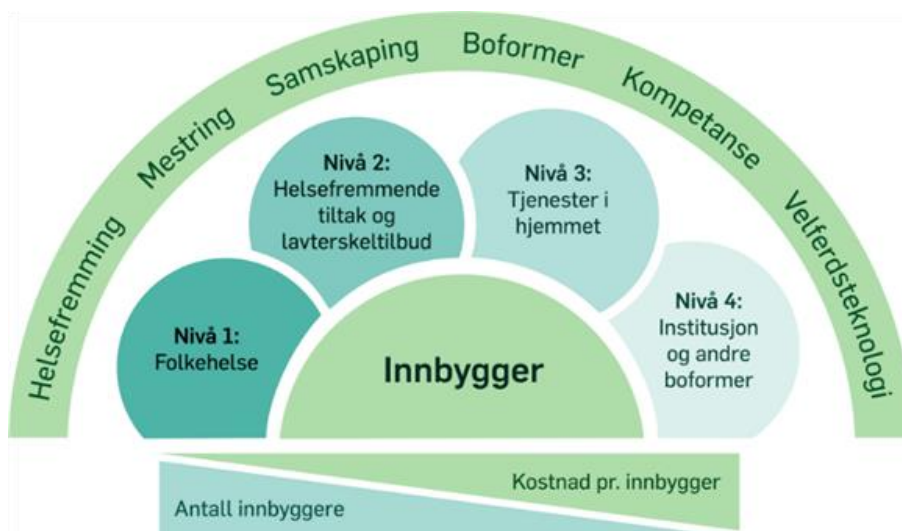 Helsefremming
Mestring
Samskaping
Boformer
Kompetanse
Velferdsteknologi
Nivå 1:
Folkehelse
Nivå 2:
Helsefremmende
tiltak og
lavterskeltilbud
Nivå 3:
Tjenester i
hjemmet
Nivå 4:
Institusjon
og andre
boformer
Innbygger
Kostnad pr. innbygger
Antall innbyggere